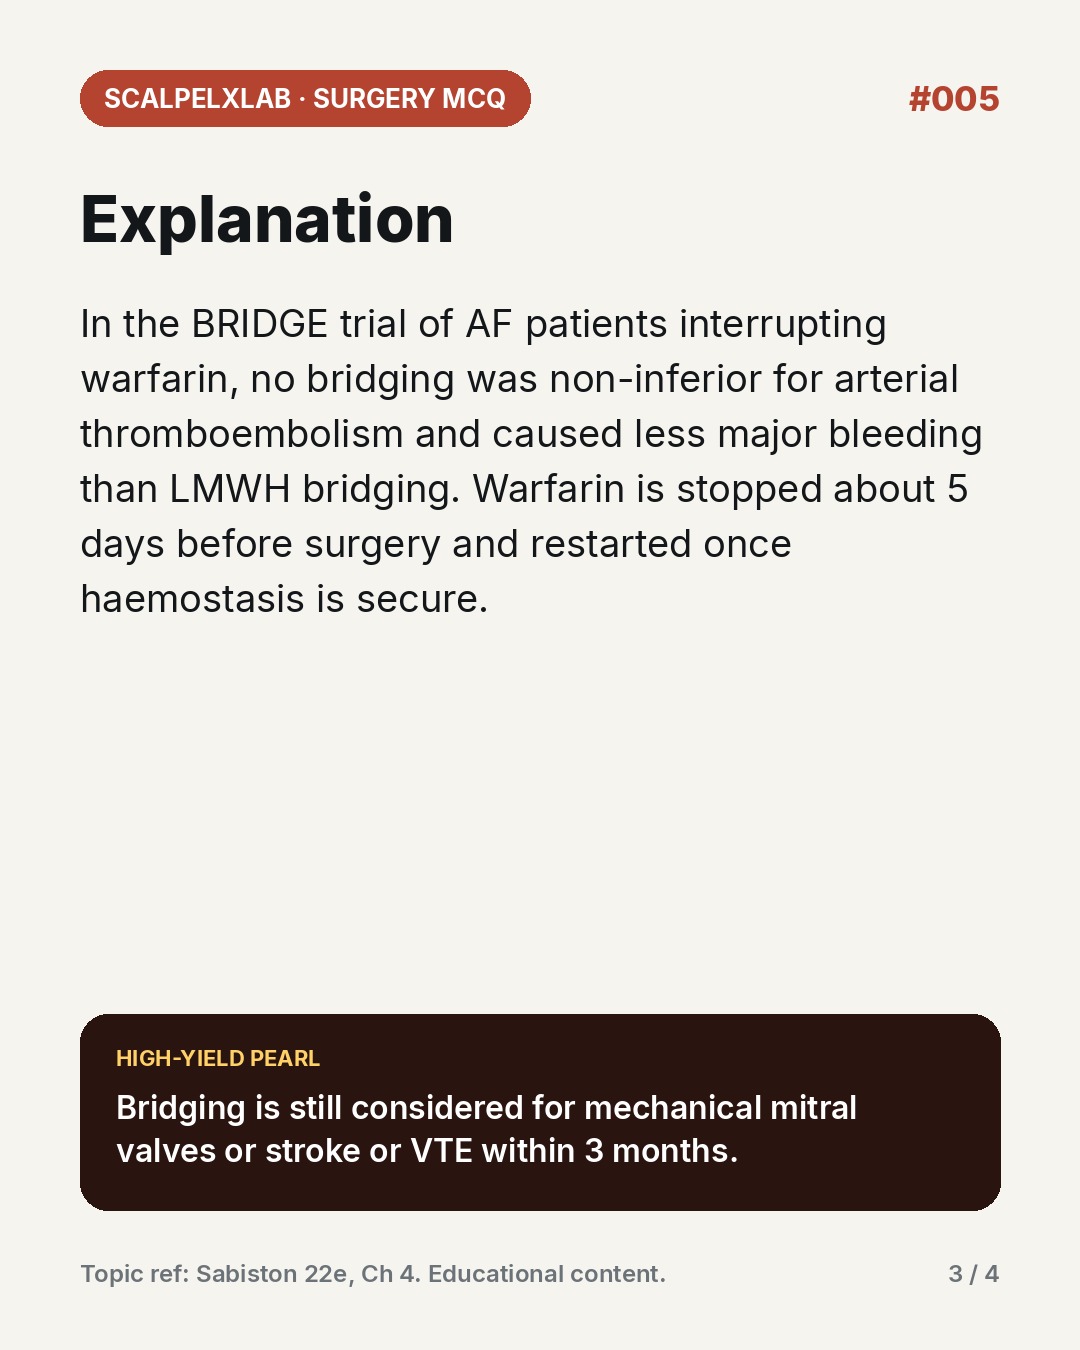 SCALPELXLAB · SURGERY MCQ
#005
Explanation
In the BRIDGE trial of AF patients interrupting
warfarin, no bridging was non-inferior for arterial
thromboembolism and caused less major bleeding
than LMWH bridging. Warfarin is stopped about 5
days before surgery and restarted once
haemostasis is secure.
HIGH-YIELD PEARL
Bridging is still considered for mechanical mitral
valves or stroke or VTE within 3 months.
Topic ref: Sabiston 22e, Ch 4. Educational content.
3 / 4